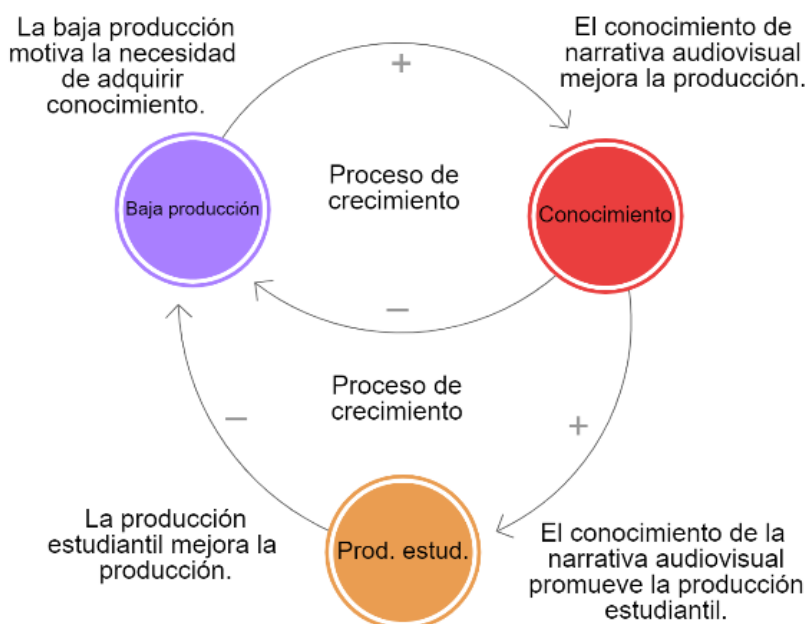 La baja producción
motiva la necesidad
de adquirir
conocimiento.
+
El conocimiento de
narrativa audiovisual
mejora la producción.
Baja producción
Proceso de
crecimiento
Conocimiento
−
Proceso de
crecimiento
−
+
La producción
estudiantil mejora la
producción.
Prod. estud.
El conocimiento de la
narrativa audiovisual
promueve la producción
estudiantil.